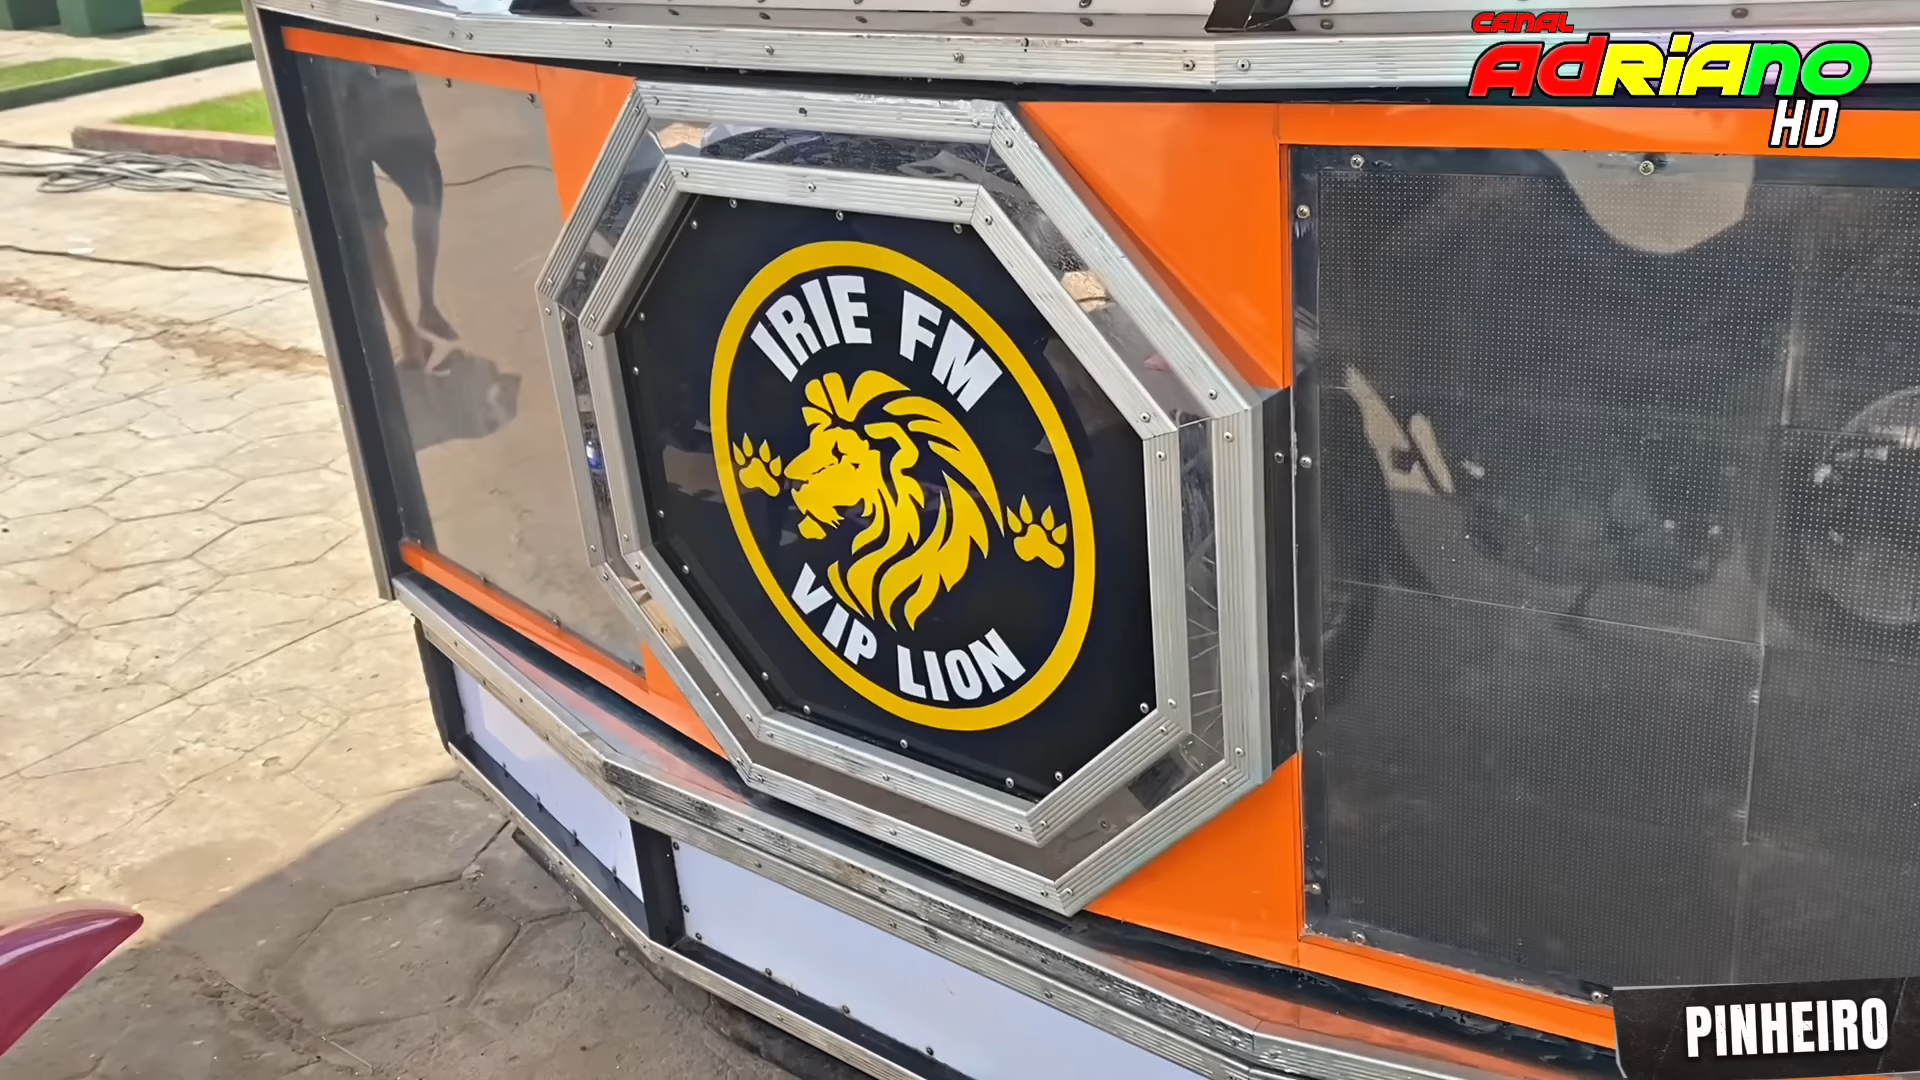 CANAL
ADRIANO
HD
IRIE FM
VIP LION
PINHEIRO